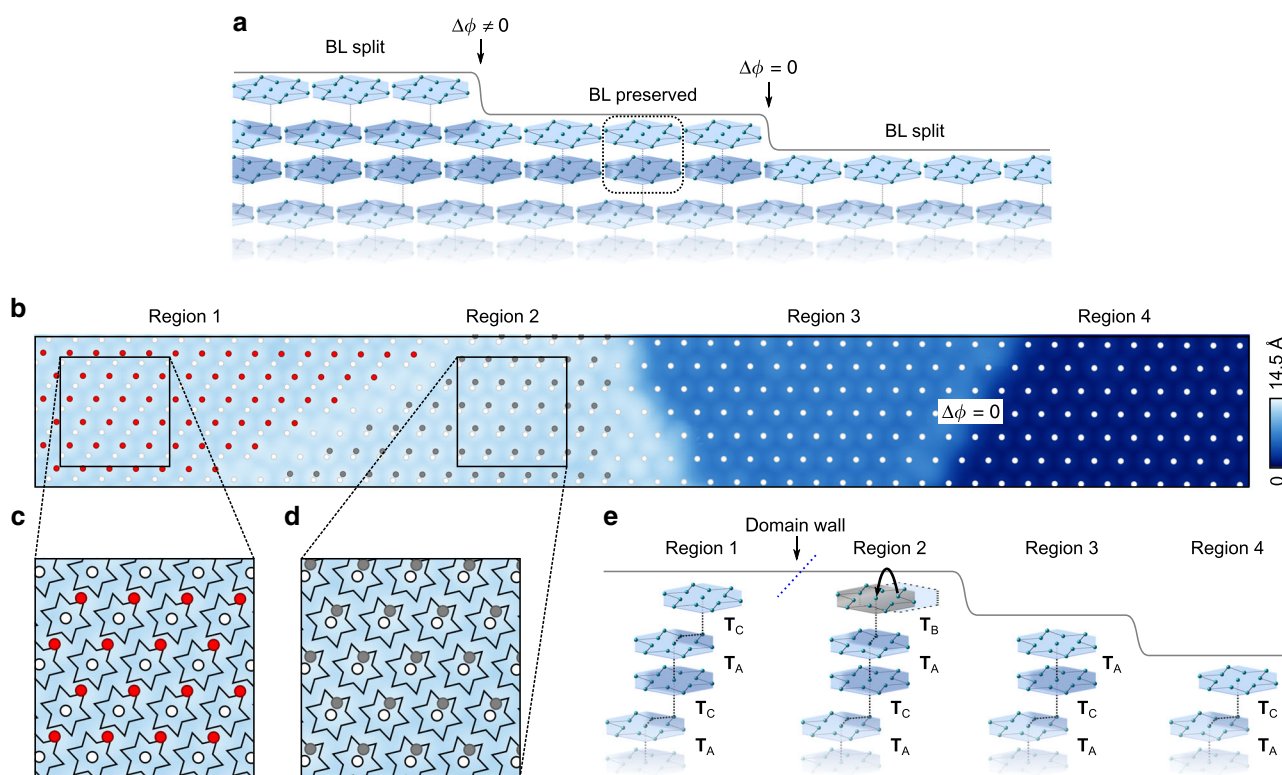 a
Δϕ ≠ 0
BL split
Δϕ = 0
BL preserved
BL split
b
Region 1
Region 2
Region 3
Region 4
Δϕ = 0
14.5 Å
0
c
d
e
Domain wall
Region 1
Region 2
Region 3
Region 4
T_C
T_B
T_A
T_A
T_A
T_C
T_C
T_C
T_C
T_A
T_A
T_A
T_A